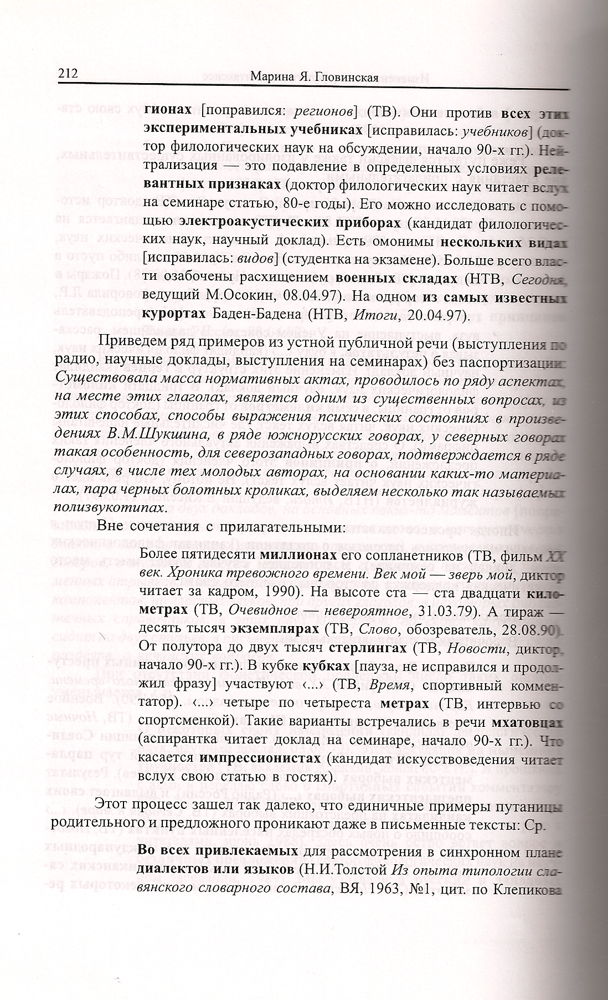 212
Марина Я. Гловинская
гионах [поправился: регионов] (ТВ). Они против всех этих
экспериментальных учебниках [исправилась: учебников] (док-
тор филологических наук на обсуждении, начало 90-х гг.). Ней-
трализация — это подавление в определенных условиях реле-
вантных признаках (доктор филологических наук читает вслух
на семинаре статью, 80-е годы). Его можно исследовать с помо-
щью электроакустических приборах (кандидат филологичес-
ких наук, научный доклад). Есть омонимы нескольких видах
[исправилась: видов] (студентка на экзамене). Больше всего влас-
ти озабочены расхищением военных складах (НТВ, Сегодня,
ведущий М.Осокин, 08.04.97). На одном из самых известных
курортах Баден-Бадена (НТВ, Итоги, 20.04.97).
Приведем ряд примеров из устной публичной речи (выступления по
радио, научные доклады, выступления на семинарах) без паспортизации:
Существовала масса нормативных актах, проводилось по ряду аспектах,
на месте этих глаголах, является одним из существенных вопросах, из
этих способах, способы выражения психических состояниях в произве-
дениях В.М.Шукшина, в ряде южнорусских говорах, у северных говорах
такая особенность, для северозападных говорах, подтверждается в ряде
случаях, в числе тех молодых авторах, на основании каких-то материа-
лах, пара черных болотных кроликах, выделяем несколько так называемых
полизвукотипах.
Вне сочетания с прилагательными:
Более пятидесяти миллионах его сопланетников (ТВ, фильм XX
век. Хроника тревожного времени. Век мой — зверь мой, диктор
читает за кадром, 1990). На высоте ста — ста двадцати кило-
метрах (ТВ, Очевидное — невероятное, 31.03.79). А тираж —
десять тысяч экземплярах (ТВ, Слово, обозреватель, 28.08.90).
От полутора до двух тысяч стерлингах (ТВ, Новости, диктор,
начало 90-х гг.). В кубке кубках [пауза, не исправился и продол-
жил фразу] участвуют ‹...› (ТВ, Время, спортивный коммен-
татор). ‹...› четыре по четыреста метрах (ТВ, интервью со
спортсменкой). Такие варианты встречались в речи мхатовцах
(аспирантка читает доклад на семинаре, начало 90-х гг.). Что
касается импрессионистах (кандидат искусствоведения читает
вслух свою статью в гостях).
Этот процесс зашел так далеко, что единичные примеры путаницы
родительного и предложного проникают даже в письменные тексты: Ср.
Во всех привлекаемых для рассмотрения в синхронном плане
диалектов или языков (Н.И.Толстой Из опыта типологии сла-
вянского словарного состава, ВЯ, 1963, №1, цит. по Клепикова